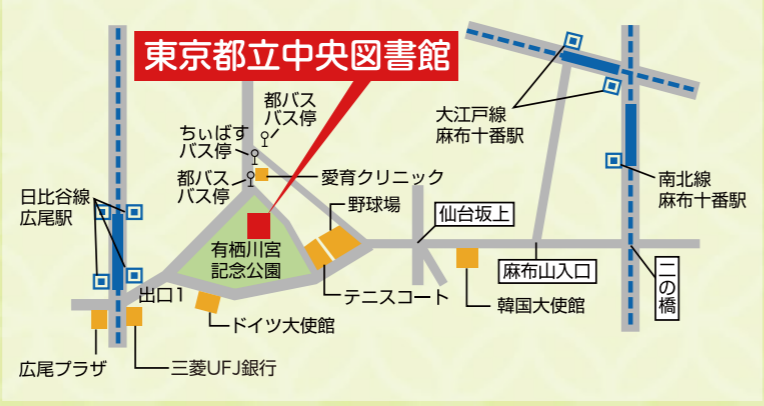 東京都立中央図書館
都バス
バス停
ちぃばす
バス停
都バス
バス停
愛育クリニック
野球場
大江戸線
麻布十番駅
南北線
麻布十番駅
日比谷線
広尾駅
仙台坂上
有栖川宮
記念公園
麻布山入口
二の橋
出口1
テニスコート
韓国大使館
ドイツ大使館
広尾プラザ
三菱UFJ銀行